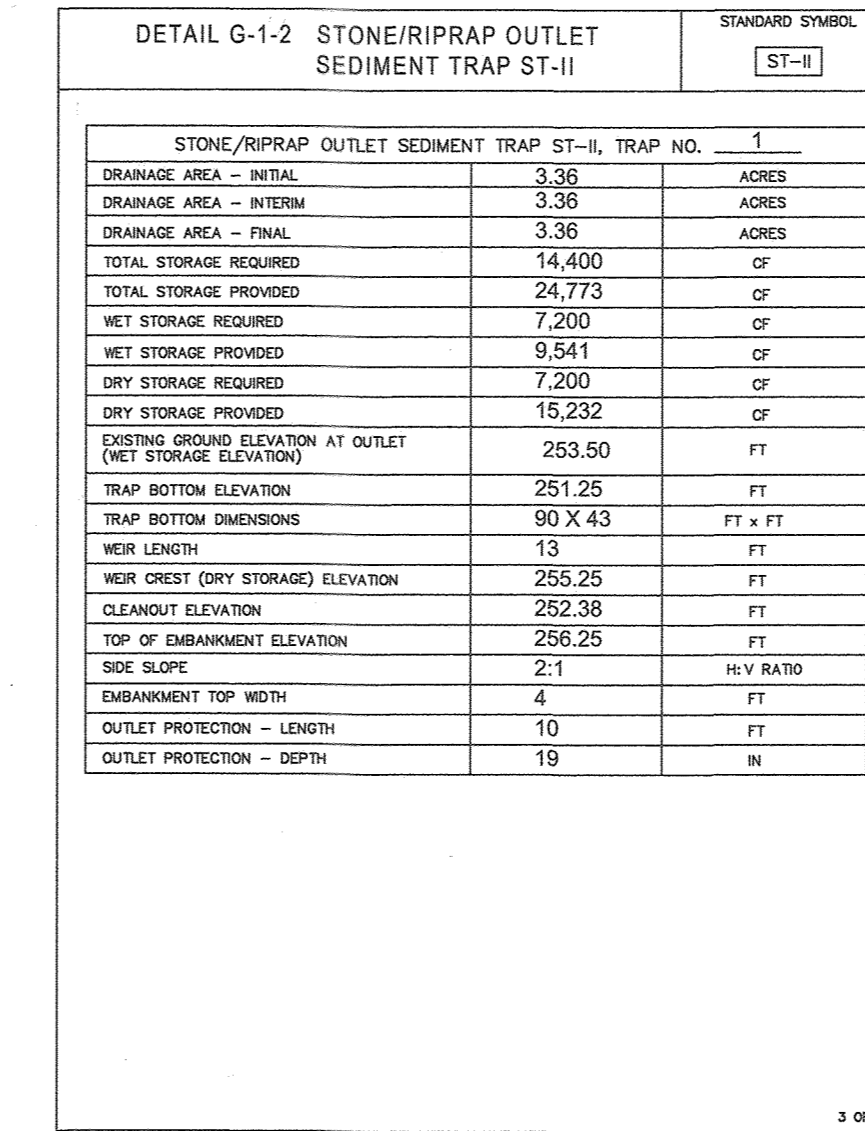 DETAIL G-1-2 STONE/RIPRAP OUTLET
SEDIMENT TRAP ST-II
STANDARD SYMBOL
ST-II
STONE/RIPRAP OUTLET SEDIMENT TRAP ST-II, TRAP NO. 1
DRAINAGE AREA - INITIAL 3.36 ACRES
DRAINAGE AREA - INTERIM 3.36 ACRES
DRAINAGE AREA - FINAL 3.36 ACRES
TOTAL STORAGE REQUIRED 14,400 CF
TOTAL STORAGE PROVIDED 24,773 CF
WET STORAGE REQUIRED 7,200 CF
WET STORAGE PROVIDED 9,541 CF
DRY STORAGE REQUIRED 7,200 CF
DRY STORAGE PROVIDED 15,232 CF
EXISTING GROUND ELEVATION AT OUTLET
(WET STORAGE ELEVATION) 253.50 FT
TRAP BOTTOM ELEVATION 251.25 FT
TRAP BOTTOM DIMENSIONS 90 X 43 FT x FT
WEIR LENGTH 13 FT
WEIR CREST (DRY STORAGE) ELEVATION 255.25 FT
CLEANOUT ELEVATION 252.38 FT
TOP OF EMBANKMENT ELEVATION 256.25 FT
SIDE SLOPE 2:1 H:V RATIO
EMBANKMENT TOP WIDTH 4 FT
OUTLET PROTECTION - LENGTH 10 FT
OUTLET PROTECTION - DEPTH 19 IN
3